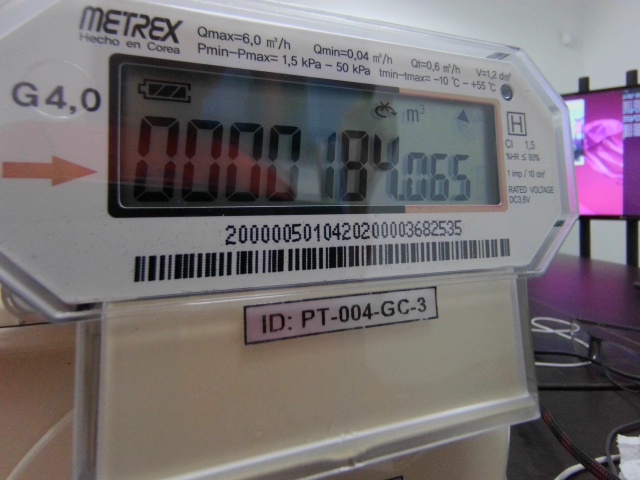 METREX
Hecho en Corea
Qmax=6,0 m³/h Qmin=0,04 m³/h Qt=0,6 m³/h V=1,2 dm³
Pmin-Pmax= 1,5 kPa - 50 kPa tmin-tmax= -10 °C - +55 °C
G4,0
m³
0000184.065
H
Cl 1,5
%HR ≤ 93%
1 imp / 10 dm³
RATED VOLTAGE
DC3,6V
2000005010420200003682535
ID: PT-004-GC-3